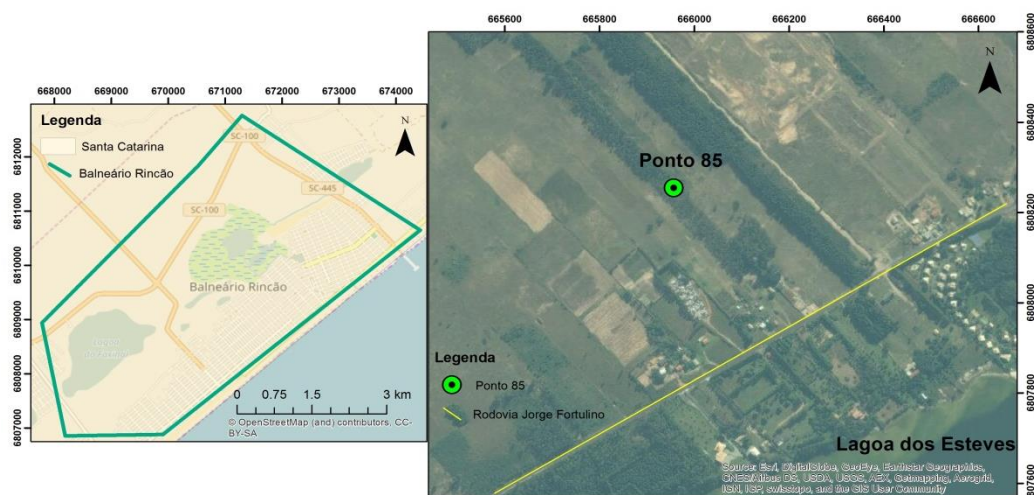 668000 669000 670000 671000 672000 673000 674000
6812000
6811000
6810000
6809000
6808000
6807000
Legenda
Santa Catarina
Balneário Rincão
N
SC-100
SC-445
SC-100
Balneário Rincão
0 0.75 1.5 3 km
© OpenStreetMap (and) contributors, CC-
BY-SA
665600 665800 666000 666200 666400 666600
6808600
6808400
6808200
6808000
6807800
N
Ponto 85
Legenda
Ponto 85
Rodovia Jorge Fortulino
Lagoa dos Esteves
Source: Esri, DigitalGlobe, GeoEye, Earthstar Geographics,
CNES/Airbus DS, USDA, USGS, AEX, Getmapping, Aerogrid,
IGN, IGP, swisstopo, and the GIS User Community